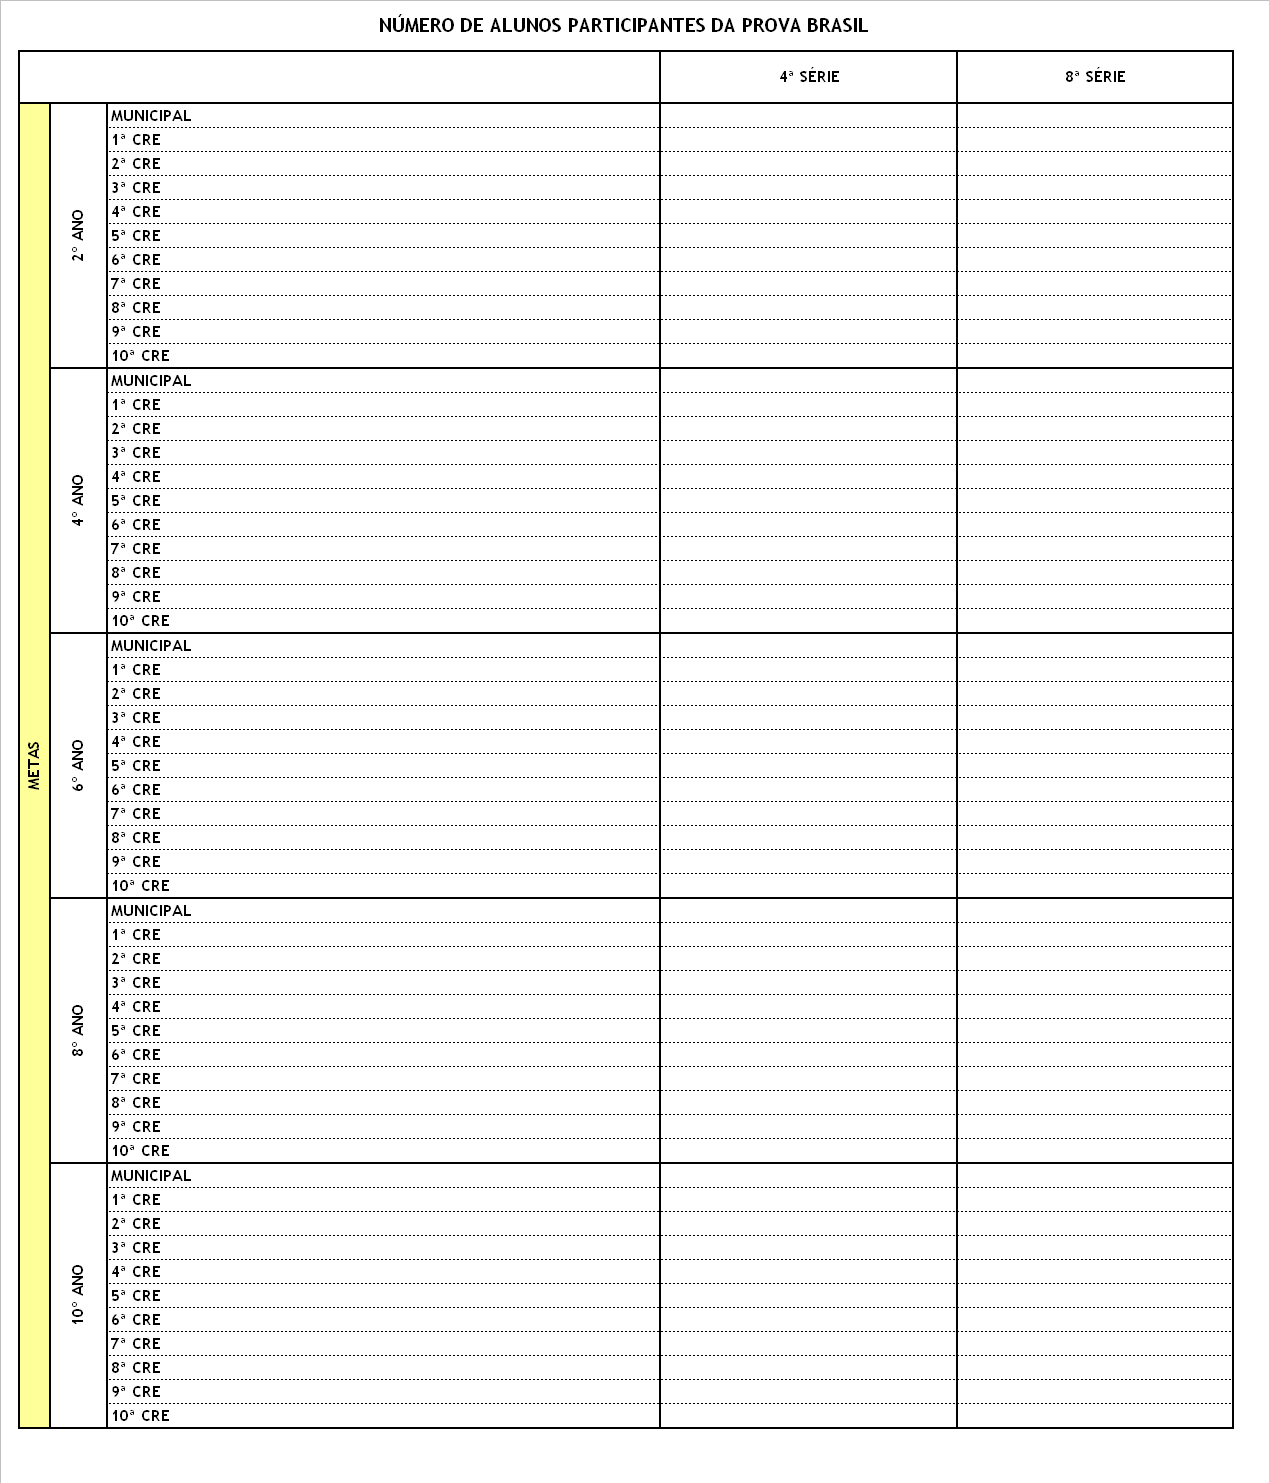 NÚMERO DE ALUNOS PARTICIPANTES DA PROVA BRASIL
4ª SÉRIE 8ª SÉRIE
METAS
2° ANO
MUNICIPAL
1ª CRE
2ª CRE
3ª CRE
4ª CRE
5ª CRE
6ª CRE
7ª CRE
8ª CRE
9ª CRE
10ª CRE
4° ANO
MUNICIPAL
1ª CRE
2ª CRE
3ª CRE
4ª CRE
5ª CRE
6ª CRE
7ª CRE
8ª CRE
9ª CRE
10ª CRE
6° ANO
MUNICIPAL
1ª CRE
2ª CRE
3ª CRE
4ª CRE
5ª CRE
6ª CRE
7ª CRE
8ª CRE
9ª CRE
10ª CRE
8° ANO
MUNICIPAL
1ª CRE
2ª CRE
3ª CRE
4ª CRE
5ª CRE
6ª CRE
7ª CRE
8ª CRE
9ª CRE
10ª CRE
10° ANO
MUNICIPAL
1ª CRE
2ª CRE
3ª CRE
4ª CRE
5ª CRE
6ª CRE
7ª CRE
8ª CRE
9ª CRE
10ª CRE